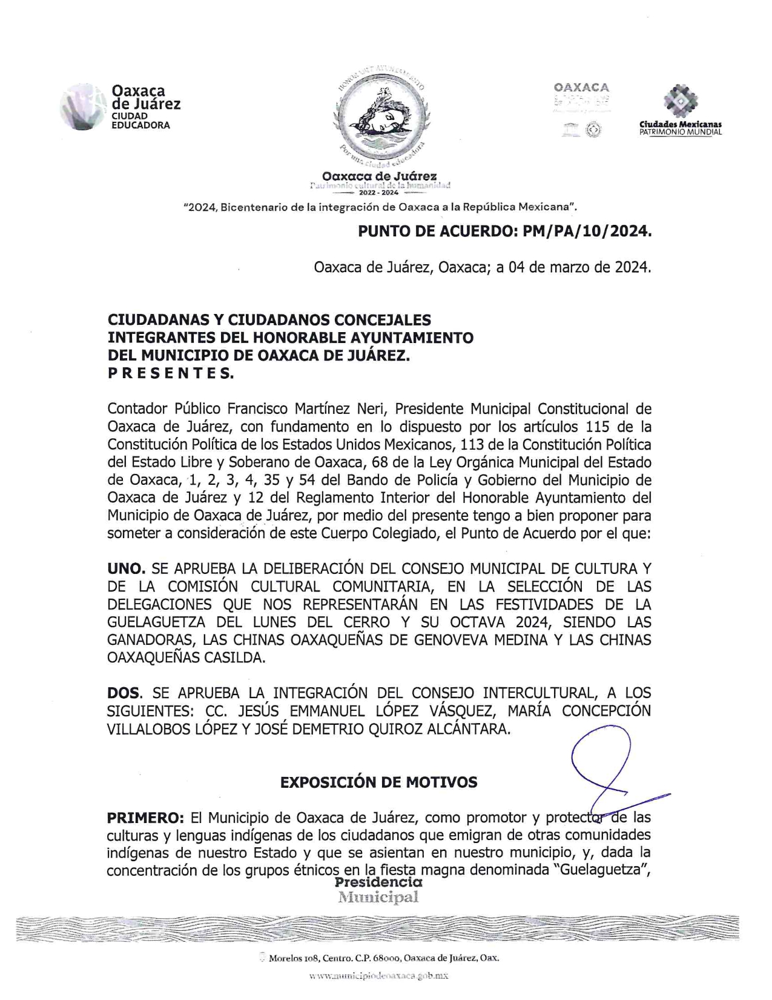 Oaxaca
de Juárez
CIUDAD
EDUCADORA
HONORABLE AYUNTAMIENTO
Por una ciudad educadora
OAXACA
Ciudades Mexicanas
PATRIMONIO MUNDIAL
Oaxaca de Juárez
Patrimonio cultural de la humanidad
2022 - 2024
“2024, Bicentenario de la integración de Oaxaca a la República Mexicana”.
PUNTO DE ACUERDO: PM/PA/10/2024.
Oaxaca de Juárez, Oaxaca; a 04 de marzo de 2024.
CIUDADANAS Y CIUDADANOS CONCEJALES
INTEGRANTES DEL HONORABLE AYUNTAMIENTO
DEL MUNICIPIO DE OAXACA DE JUÁREZ.
P R E S E N T E S.
Contador Público Francisco Martínez Neri, Presidente Municipal Constitucional de
Oaxaca de Juárez, con fundamento en lo dispuesto por los artículos 115 de la
Constitución Política de los Estados Unidos Mexicanos, 113 de la Constitución Política
del Estado Libre y Soberano de Oaxaca, 68 de la Ley Orgánica Municipal del Estado
de Oaxaca, 1, 2, 3, 4, 35 y 54 del Bando de Policía y Gobierno del Municipio de
Oaxaca de Juárez y 12 del Reglamento Interior del Honorable Ayuntamiento del
Municipio de Oaxaca de Juárez, por medio del presente tengo a bien proponer para
someter a consideración de este Cuerpo Colegiado, el Punto de Acuerdo por el que:
UNO. SE APRUEBA LA DELIBERACIÓN DEL CONSEJO MUNICIPAL DE CULTURA Y
DE LA COMISIÓN CULTURAL COMUNITARIA, EN LA SELECCIÓN DE LAS
DELEGACIONES QUE NOS REPRESENTARÁN EN LAS FESTIVIDADES DE LA
GUELAGUETZA DEL LUNES DEL CERRO Y SU OCTAVA 2024, SIENDO LAS
GANADORAS, LAS CHINAS OAXAQUEÑAS DE GENOVEVA MEDINA Y LAS CHINAS
OAXAQUEÑAS CASILDA.
DOS. SE APRUEBA LA INTEGRACIÓN DEL CONSEJO INTERCULTURAL, A LOS
SIGUIENTES: CC. JESÚS EMMANUEL LÓPEZ VÁSQUEZ, MARÍA CONCEPCIÓN
VILLALOBOS LÓPEZ Y JOSÉ DEMETRIO QUIROZ ALCÁNTARA.
EXPOSICIÓN DE MOTIVOS
PRIMERO: El Municipio de Oaxaca de Juárez, como promotor y protector de las
culturas y lenguas indígenas de los ciudadanos que emigran de otras comunidades
indígenas de nuestro Estado y que se asientan en nuestro municipio, y, dada la
concentración de los grupos étnicos en la fiesta magna denominada “Guelaguetza”,
Presidencia
Municipal
Morelos 108, Centro. C.P. 68000, Oaxaca de Juárez, Oax.
www.municipiodeoaxaca.gob.mx